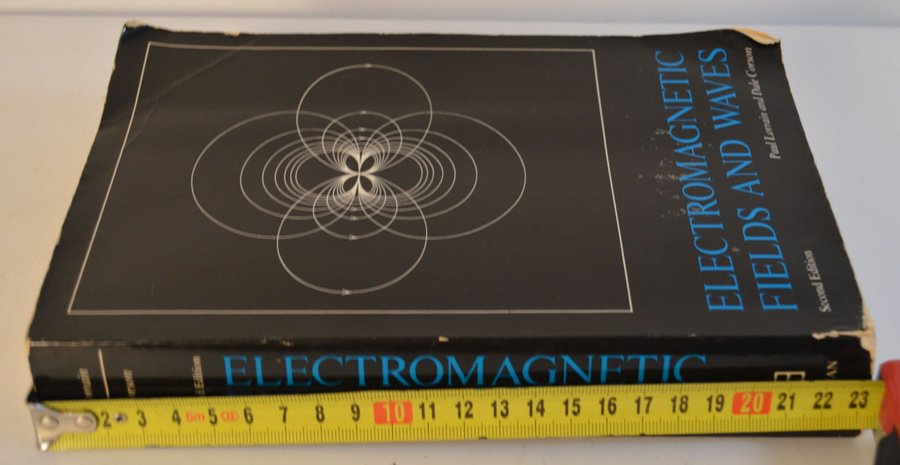 ELECTROMAGNETIC
FIELDS AND WAVES
Paul Lorrain and Dale Corson
Second Edition
ELECTROMAGNETIC
2 3 4 6m 5 6 7 8 9 10 11 12 13 14 15 16 17 18 19 20 21 22 23